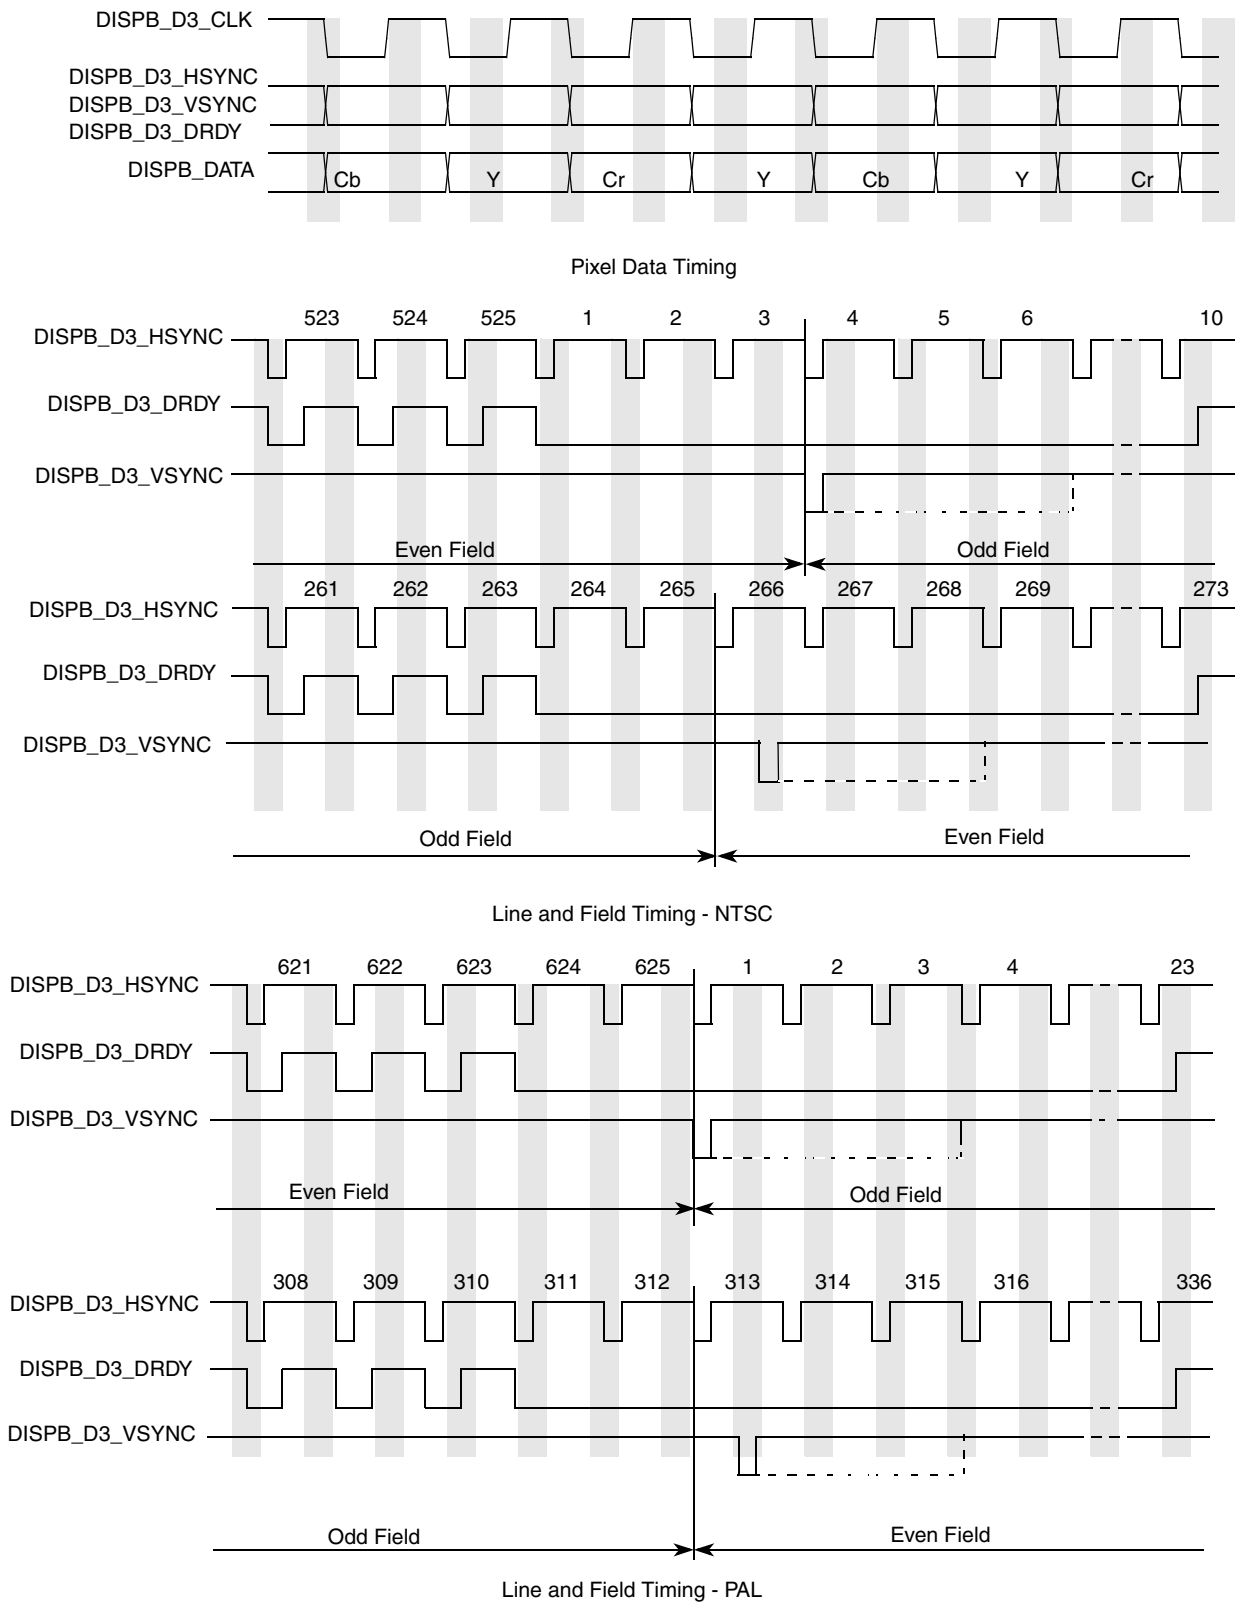 DISPB_D3_CLK
DISPB_D3_HSYNC
DISPB_D3_VSYNC
DISPB_D3_DRDY
DISPB_DATA
Cb Y Cr Y Cb Y Cr
Pixel Data Timing
523 524 525 1 2 3 4 5 6 10
DISPB_D3_HSYNC
DISPB_D3_DRDY
DISPB_D3_VSYNC
Even Field Odd Field
261 262 263 264 265 266 267 268 269 273
DISPB_D3_HSYNC
DISPB_D3_DRDY
DISPB_D3_VSYNC
Odd Field Even Field
Line and Field Timing - NTSC
621 622 623 624 625 1 2 3 4 23
DISPB_D3_HSYNC
DISPB_D3_DRDY
DISPB_D3_VSYNC
Even Field Odd Field
308 309 310 311 312 313 314 315 316 336
DISPB_D3_HSYNC
DISPB_D3_DRDY
DISPB_D3_VSYNC
Odd Field Even Field
Line and Field Timing - PAL